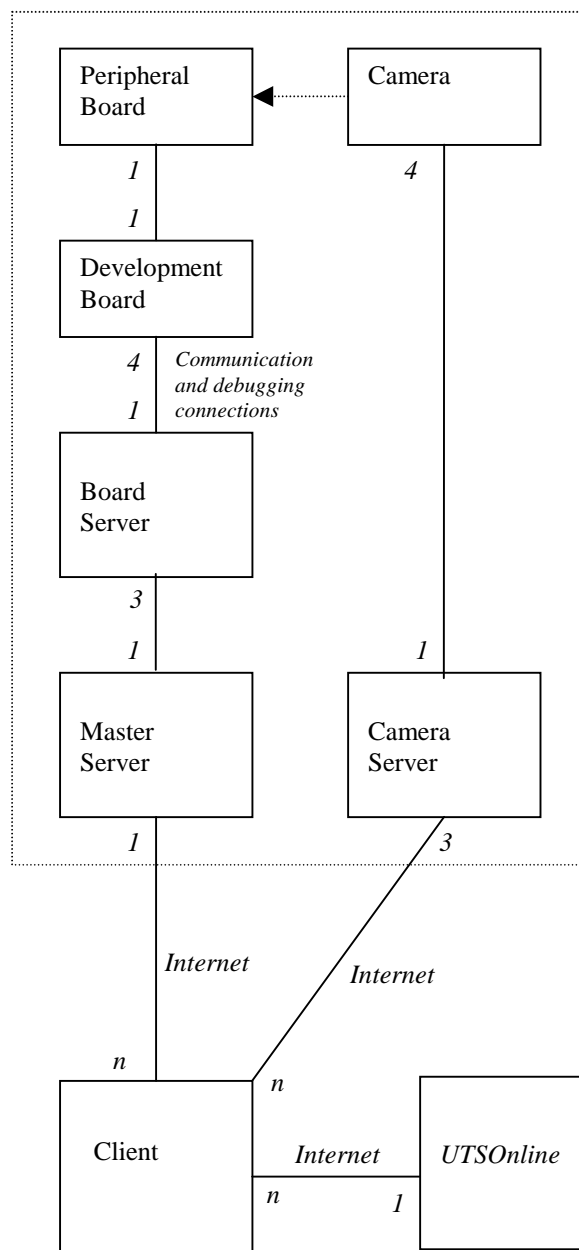 Peripheral
Board
Camera
1
4
1
Development
Board
4
Communication
and debugging
connections
1
Board
Server
3
1
1
Master
Server
Camera
Server
1
3
Internet
Internet
n
n
Client
Internet
UTSOnline
n
1